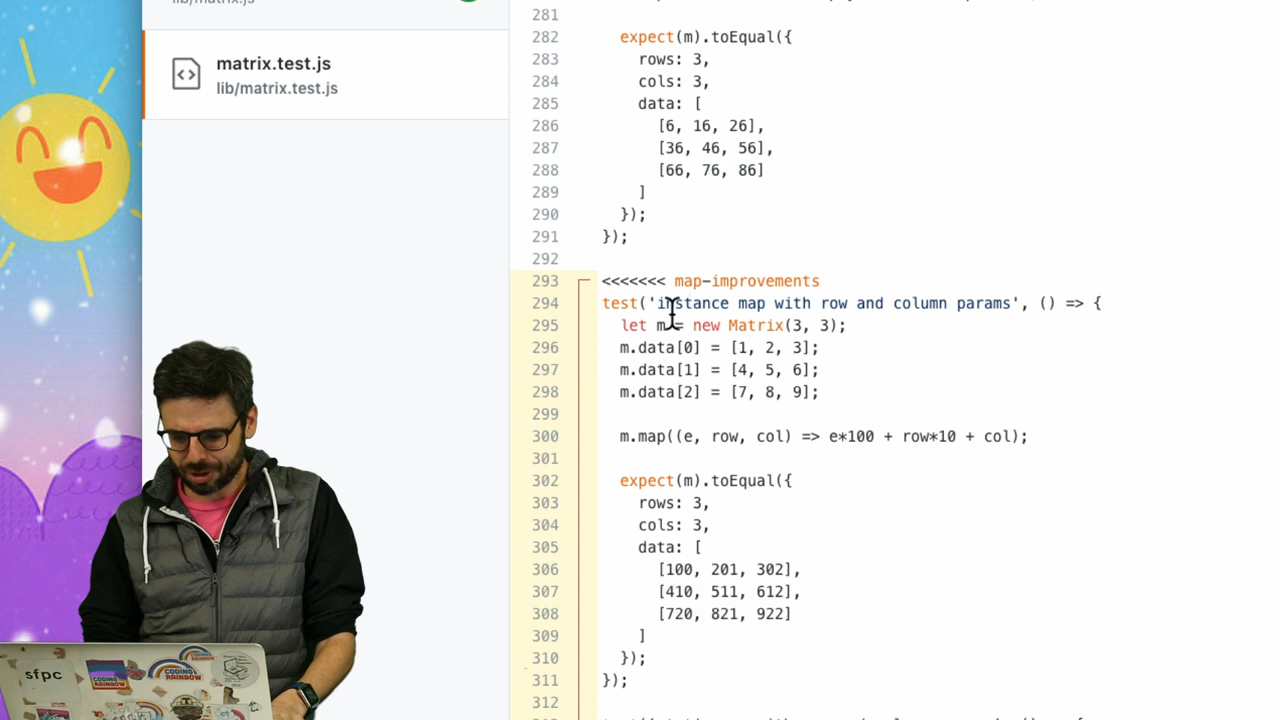 lib/matrix.js
matrix.test.js
lib/matrix.test.js
281
282 expect(m).toEqual({
283 rows: 3,
284 cols: 3,
285 data: [
286 [6, 16, 26],
287 [36, 46, 56],
288 [66, 76, 86]
289 ]
290 });
291 });
292
293 <<<<<<< map-improvements
294 test('instance map with row and column params', () => {
295 let m = new Matrix(3, 3);
296 m.data[0] = [1, 2, 3];
297 m.data[1] = [4, 5, 6];
298 m.data[2] = [7, 8, 9];
299
300 m.map((e, row, col) => e*100 + row*10 + col);
301
302 expect(m).toEqual({
303 rows: 3,
304 cols: 3,
305 data: [
306 [100, 201, 302],
307 [410, 511, 612],
308 [720, 821, 922]
309 ]
310 });
311 });
312
sfpc
CODING
RAINBOW
CODING
RAINBOW